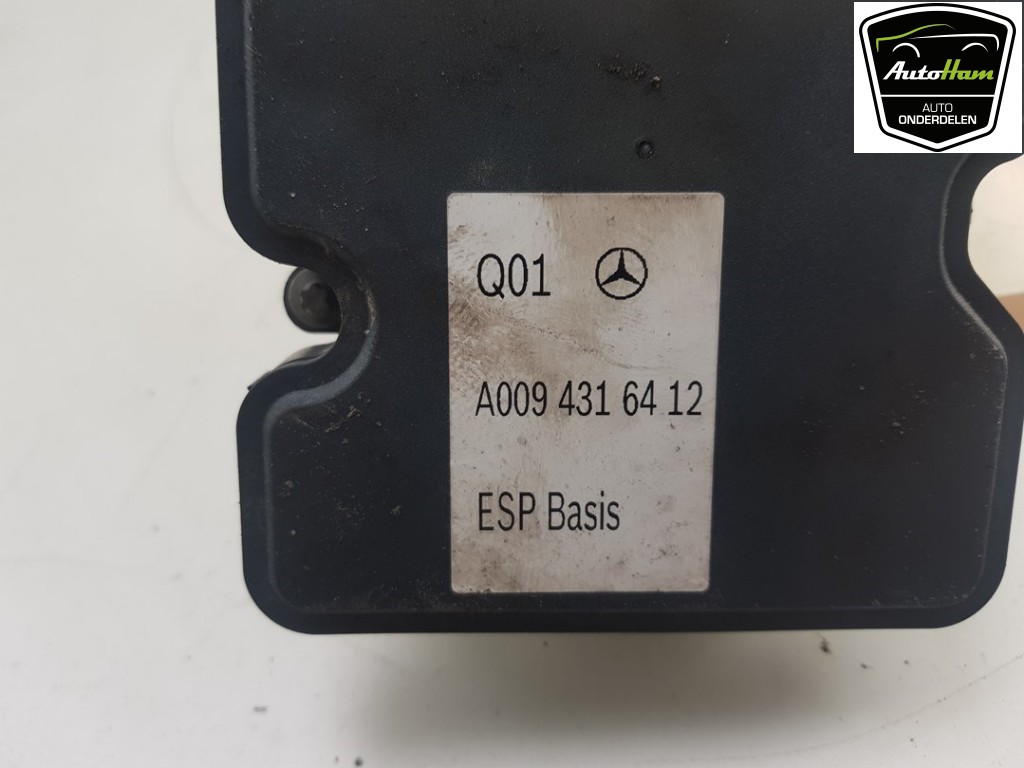 AutoHam
AUTO
ONDERDELEN
Q01
A009 431 64 12
ESP Basis